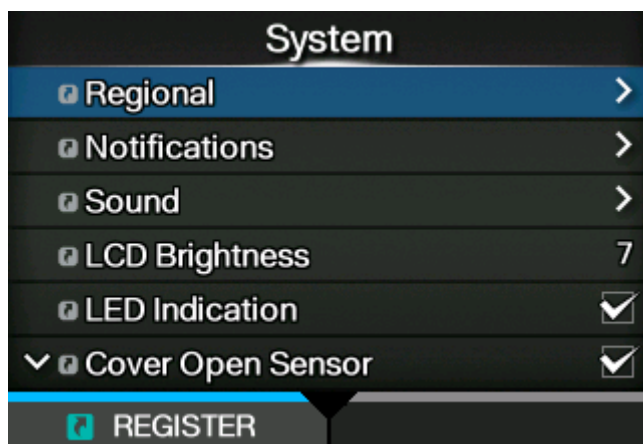 System
Regional
Notifications
Sound
LCD Brightness 7
LED Indication
Cover Open Sensor
REGISTER